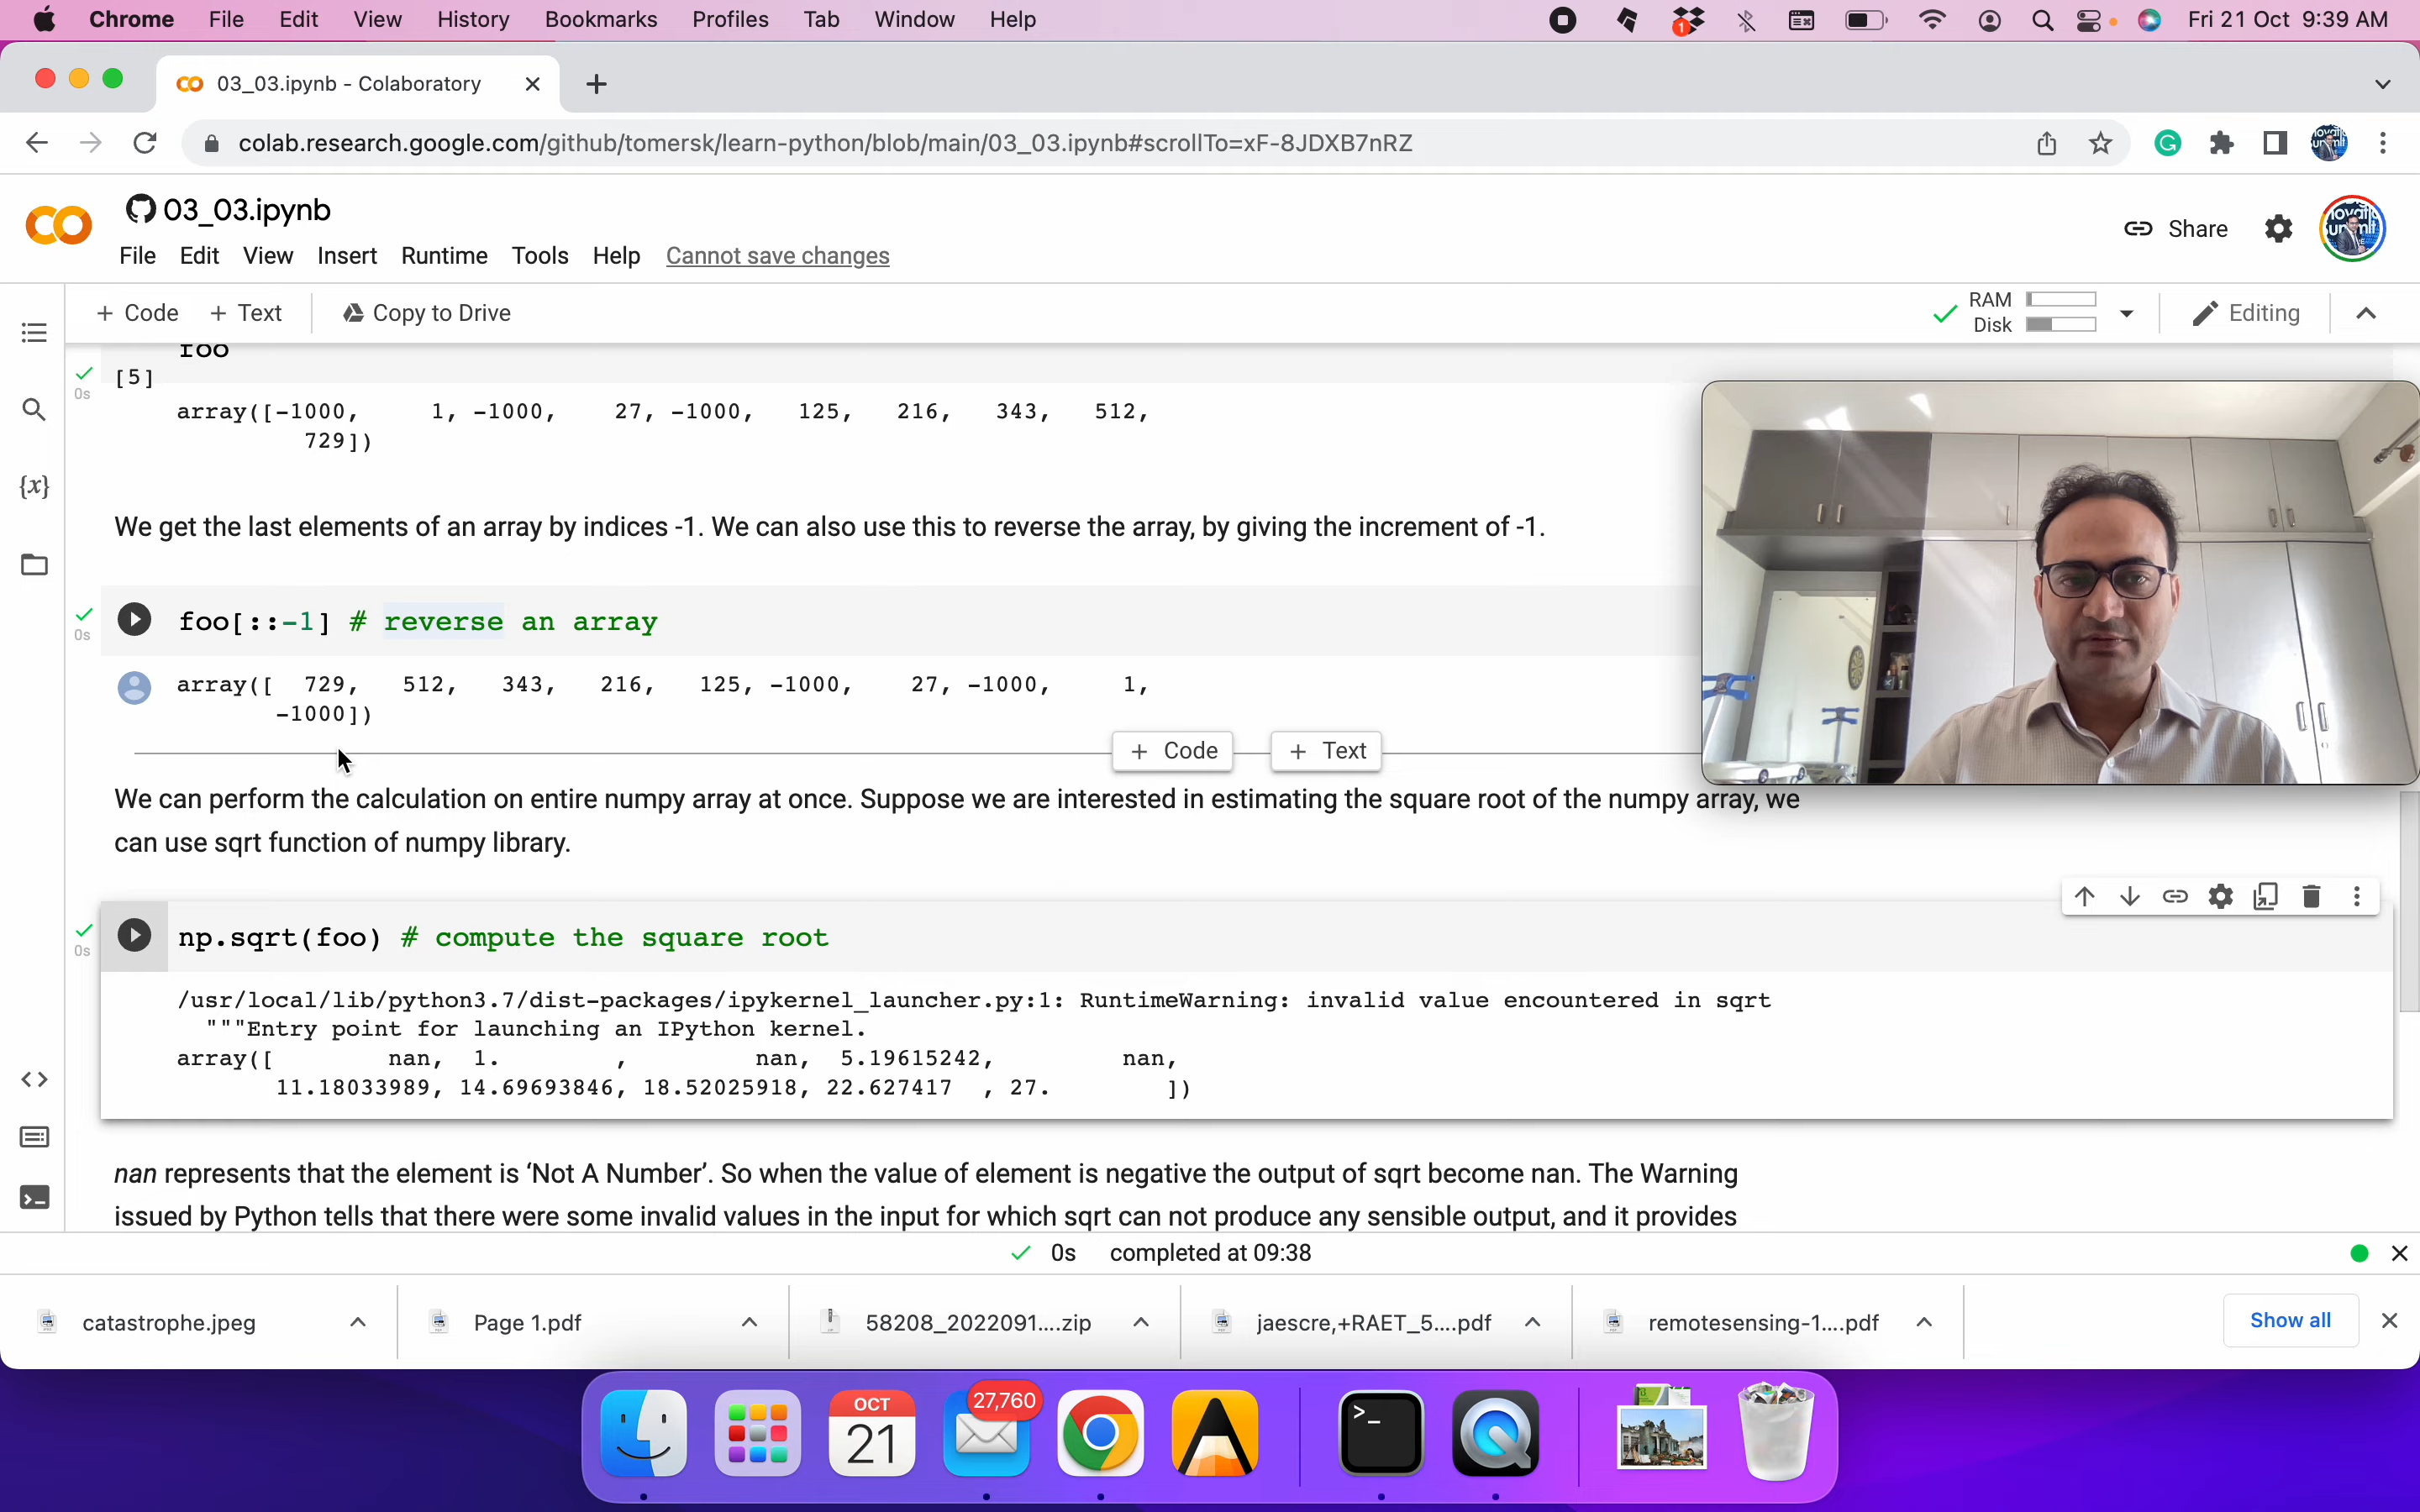 Chrome File Edit View History Bookmarks Profiles Tab Window Help 1 Fri 21 Oct 9:39 AM
03_03.ipynb - Colaboratory
colab.research.google.com/github/tomersk/learn-python/blob/main/03_03.ipynb#scrollTo=xF-8JDXB7nRZ
03_03.ipynb
File Edit View Insert Runtime Tools Help Cannot save changes
Share
+ Code + Text Copy to Drive
RAM
Disk
Editing
foo
[5]
0s
array([-1000, 1, -1000, 27, -1000, 125, 216, 343, 512,
729])
We get the last elements of an array by indices -1. We can also use this to reverse the array, by giving the increment of -1.
foo[::-1] # reverse an array
0s
array([ 729, 512, 343, 216, 125, -1000, 27, -1000, 1,
-1000])
+ Code + Text
We can perform the calculation on entire numpy array at once. Suppose we are interested in estimating the square root of the numpy array, we
can use sqrt function of numpy library.
np.sqrt(foo) # compute the square root
0s
/usr/local/lib/python3.7/dist-packages/ipykernel_launcher.py:1: RuntimeWarning: invalid value encountered in sqrt
"""Entry point for launching an IPython kernel.
array([ nan, 1. , nan, 5.19615242, nan,
11.18033989, 14.69693846, 18.52025918, 22.627417 , 27. ])
nan represents that the element is ‘Not A Number’. So when the value of element is negative the output of sqrt become nan. The Warning
issued by Python tells that there were some invalid values in the input for which sqrt can not produce any sensible output, and it provides
0s completed at 09:38
catastrophe.jpeg
Page 1.pdf
58208_2022091....zip
jaescre,+RAET_5....pdf
remotesensing-1....pdf
Show all
OCT
21
27,760